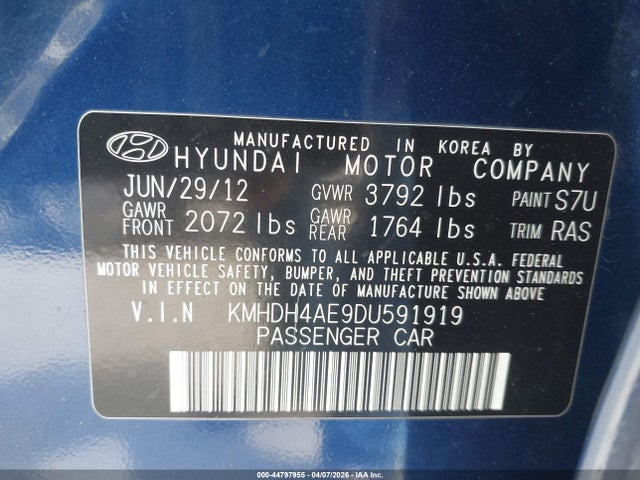 MANUFACTURED IN KOREA BY
HYUNDAI MOTOR COMPANY
JUN/29/12 GVWR 3792 lbs PAINT S7U
GAWR FRONT 2072 lbs GAWR REAR 1764 lbs TRIM RAS
THIS VEHICLE CONFORMS TO ALL APPLICABLE U.S.A. FEDERAL
MOTOR VEHICLE SAFETY, BUMPER, AND THEFT PREVENTION STANDARDS
IN EFFECT ON THE DATE OF MANUFACTURE SHOWN ABOVE.
V.I.N KMHDH4AE9DU591919
PASSENGER CAR
000-44797955 | 04/07/2026 - COPART / IAA Inc.